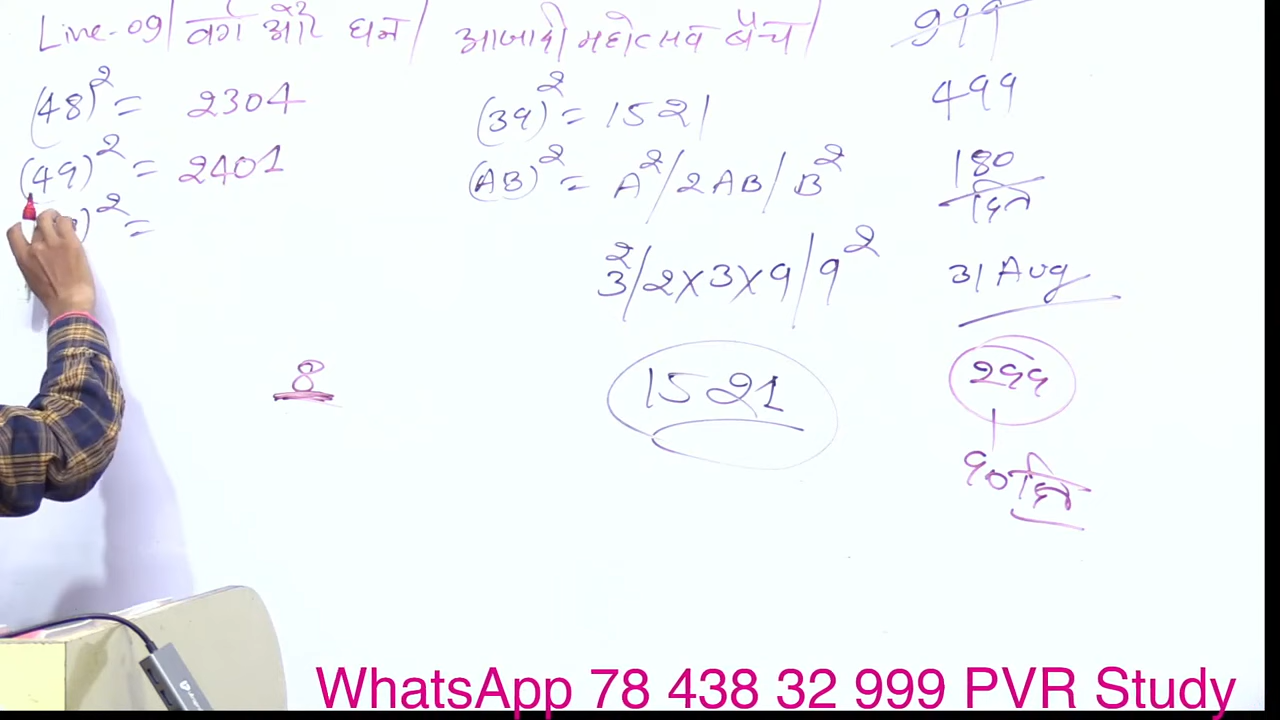 Line-09/ वर्ग और घन/ आजादी महोत्सव बैच/
(48)² = 2304
(49)² = 2401
)² =
8
(39)² = 1521
(AB)² = A²/2AB/B²
3²/2×3×9/9²
1521
999
499
180
दिन
31 Aug
299
90 दिन
WhatsApp 78 438 32 999 PVR Study